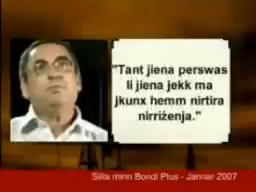 "Tant jiena perswas
li jiena jekk ma
jkunx hemm nirtira
nirriżenja."
Silta minn Bondi Plus - Jannar 2007